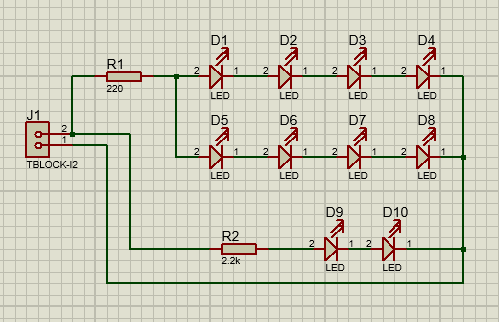 D1 D2 D3 D4
R1 2 1 2 1 2 1 2 1
220 LED LED LED LED
J1 D5 D6 D7 D8
2
1 2 1 2 1 2 1 2 1
TBLOCK-I2 LED LED LED LED
D9 D10
R2 2 1 2 1
2.2k LED LED